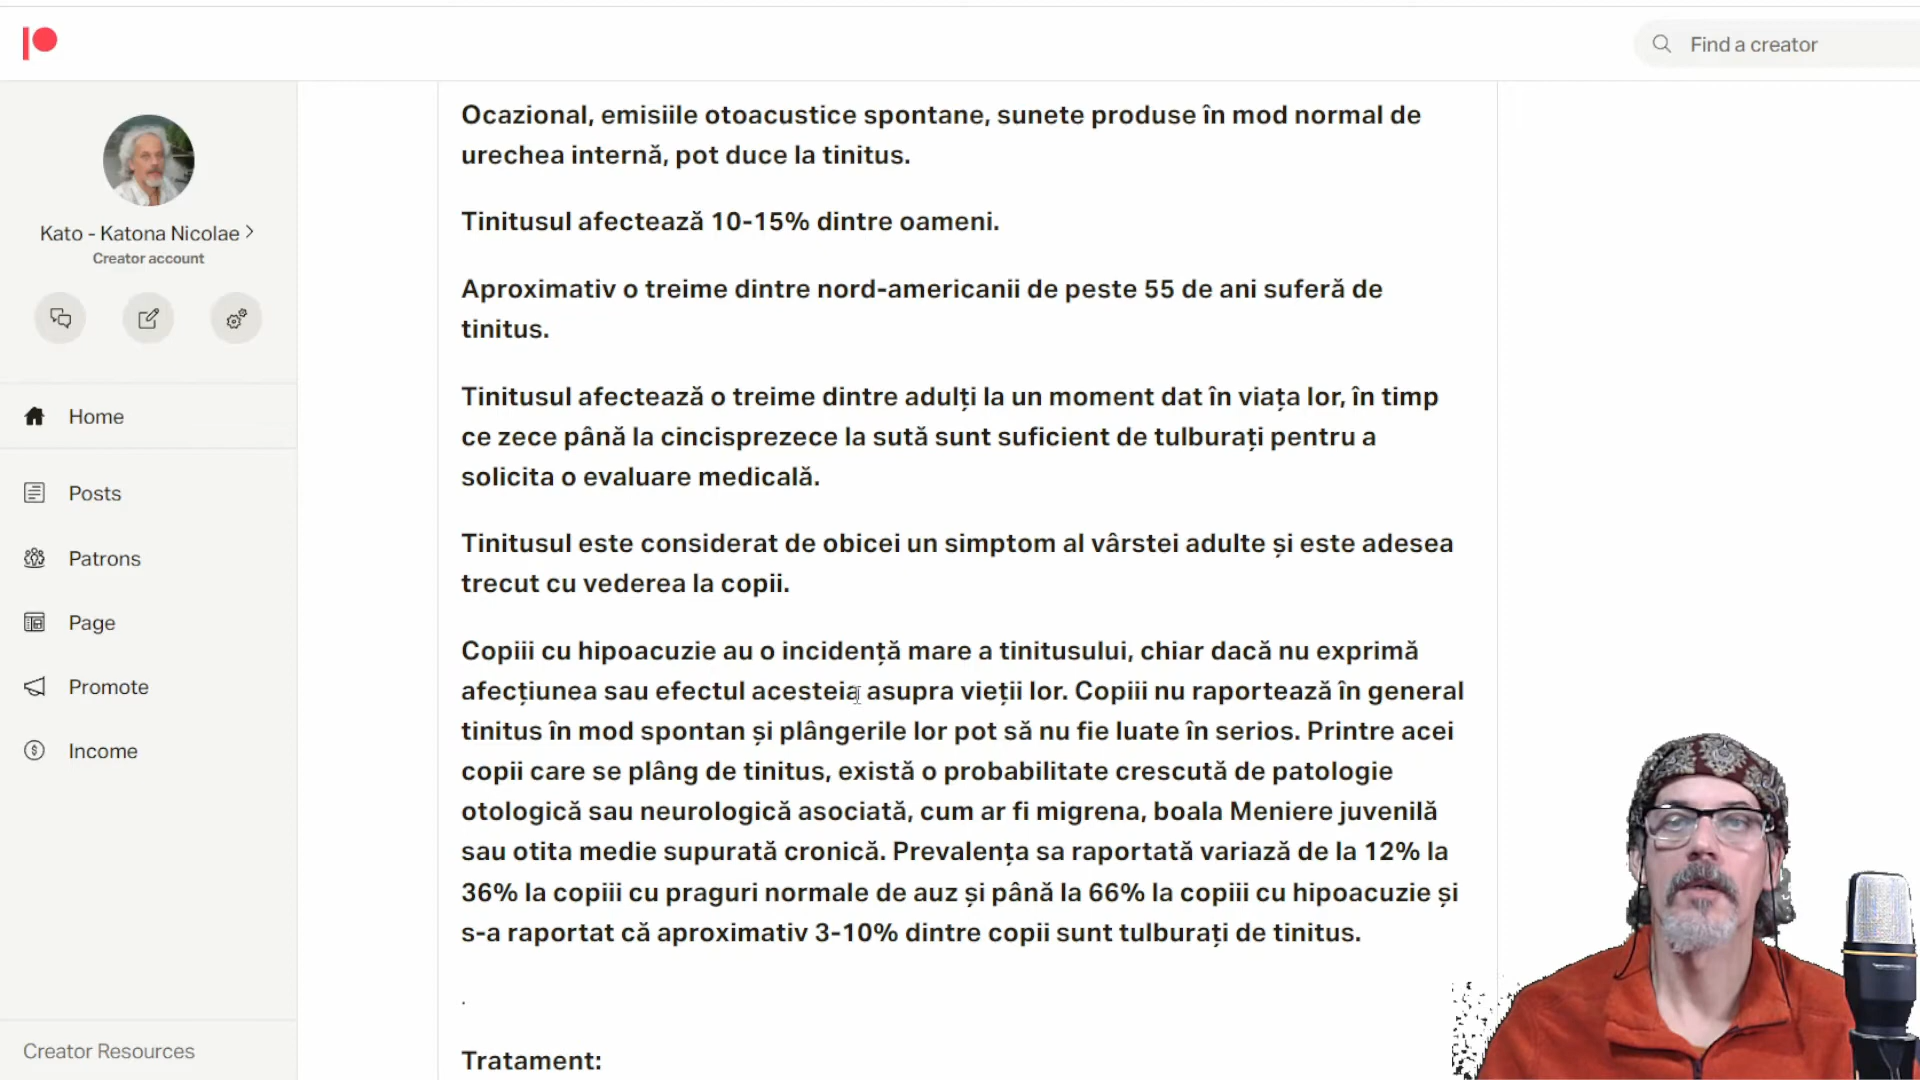 Find a creator
Kato - Katona Nicolae
Creator account
Home
Posts
Patrons
Page
Promote
Income
Creator Resources
Ocazional, emisiile otoacustice spontane, sunete produse în mod normal de
urechea internă, pot duce la tinitus.
Tinitusul afectează 10-15% dintre oameni.
Aproximativ o treime dintre nord-americanii de peste 55 de ani suferă de
tinitus.
Tinitusul afectează o treime dintre adulți la un moment dat în viața lor, în timp
ce zece până la cincisprezece la sută sunt suficient de tulburați pentru a
solicita o evaluare medicală.
Tinitusul este considerat de obicei un simptom al vârstei adulte și este adesea
trecut cu vederea la copii.
Copiii cu hipoacuzie au o incidență mare a tinitusului, chiar dacă nu exprimă
afecțiunea sau efectul acesteia asupra vieții lor. Copiii nu raportează în general
tinitus în mod spontan și plângerile lor pot să nu fie luate în serios. Printre acei
copii care se plâng de tinitus, există o probabilitate crescută de patologie
otologică sau neurologică asociată, cum ar fi migrena, boala Meniere juvenilă
sau otita medie supurată cronică. Prevalența sa raportată variază de la 12% la
36% la copiii cu praguri normale de auz și până la 66% la copiii cu hipoacuzie și
s-a raportat că aproximativ 3-10% dintre copii sunt tulburați de tinitus.
.
Tratament: